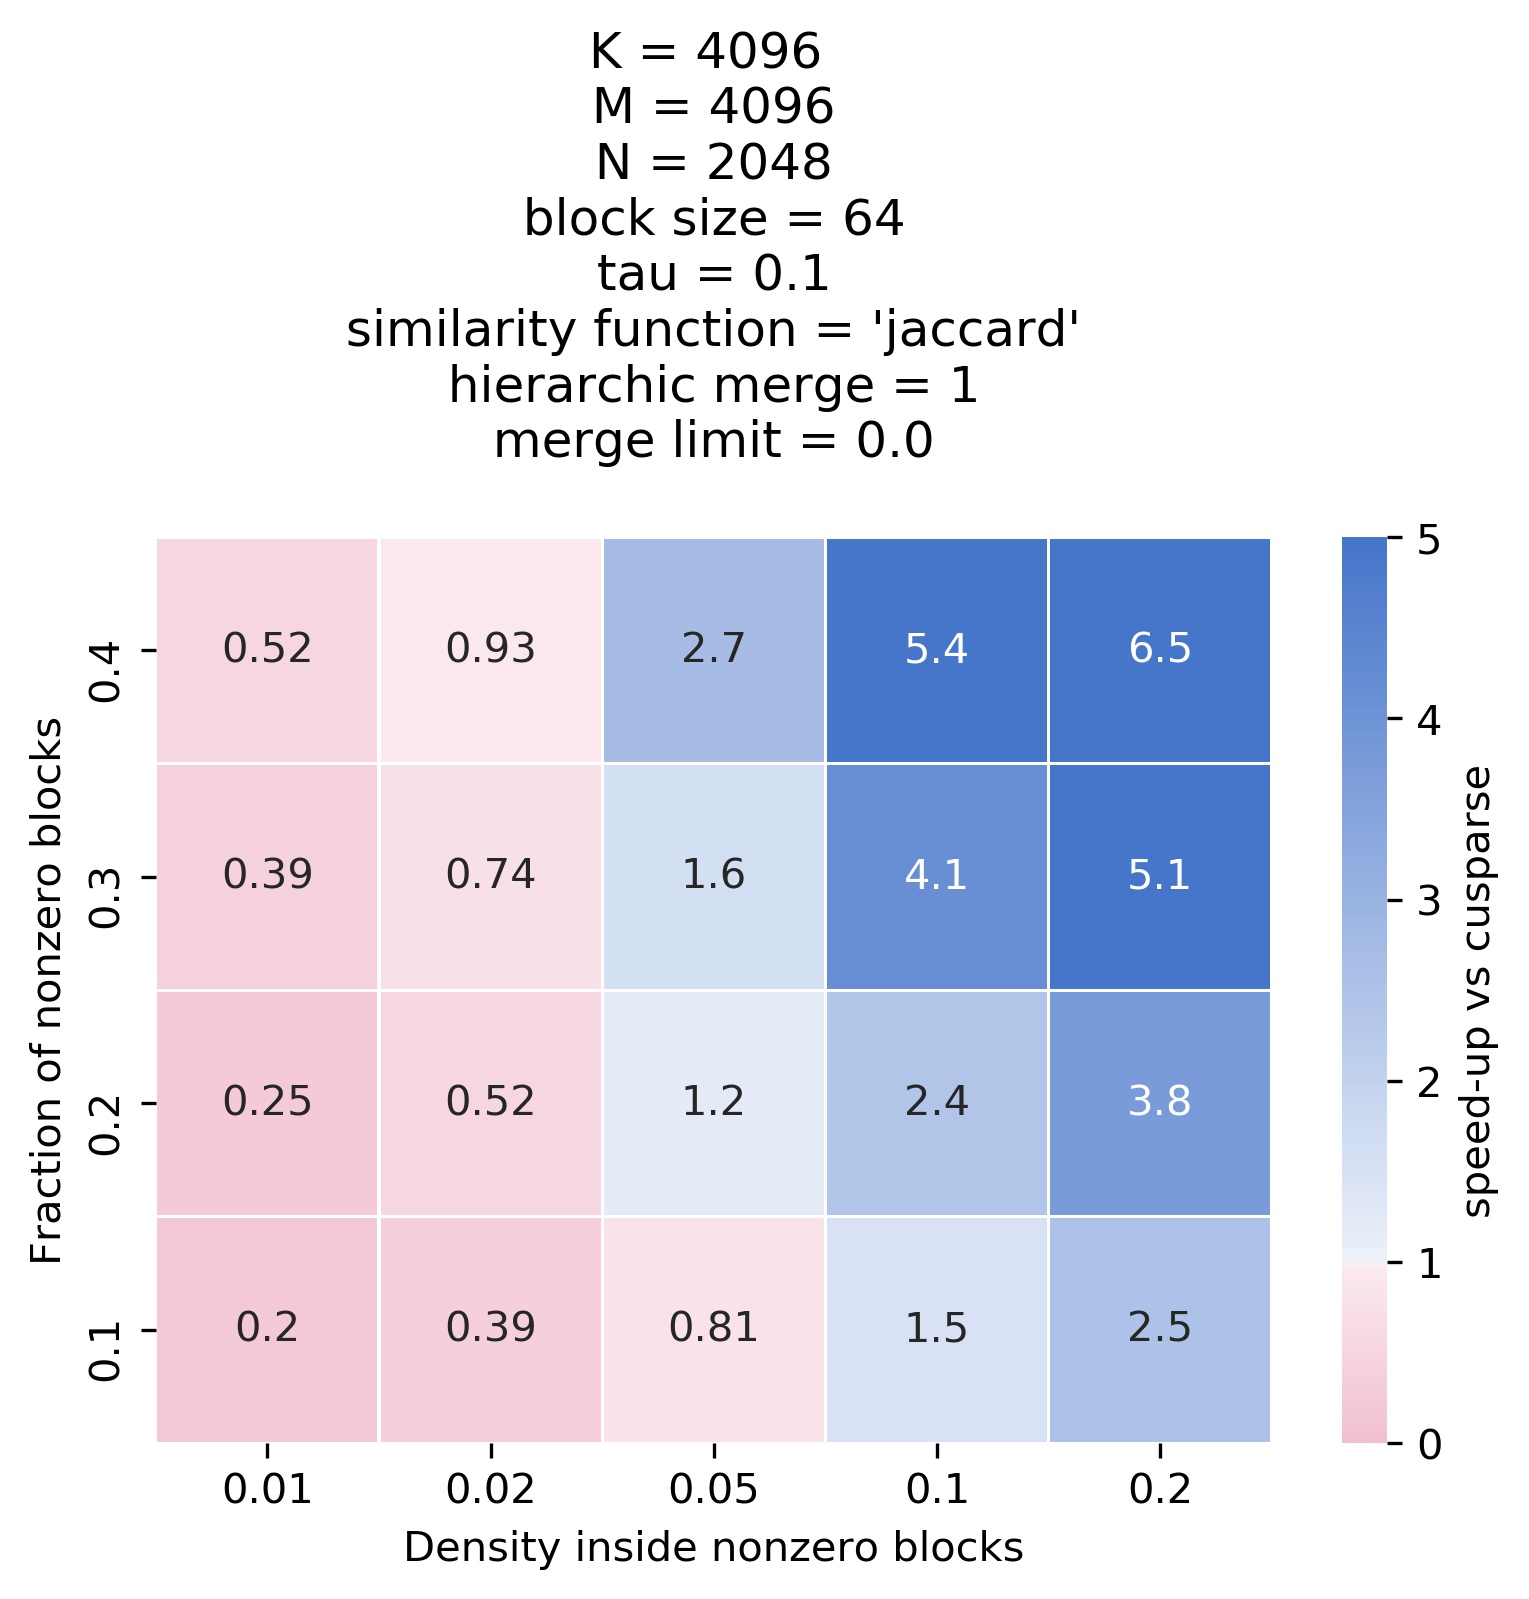 K = 4096
M = 4096
N = 2048
block size = 64
tau = 0.1
similarity function = 'jaccard'
hierarchic merge = 1
merge limit = 0.0
Fraction of nonzero blocks
0.4 0.52 0.93 2.7 5.4 6.5
0.3 0.39 0.74 1.6 4.1 5.1
0.2 0.25 0.52 1.2 2.4 3.8
0.1 0.2 0.39 0.81 1.5 2.5
0.01 0.02 0.05 0.1 0.2
Density inside nonzero blocks
5
4
3
2
1
0
speed-up vs cusparse